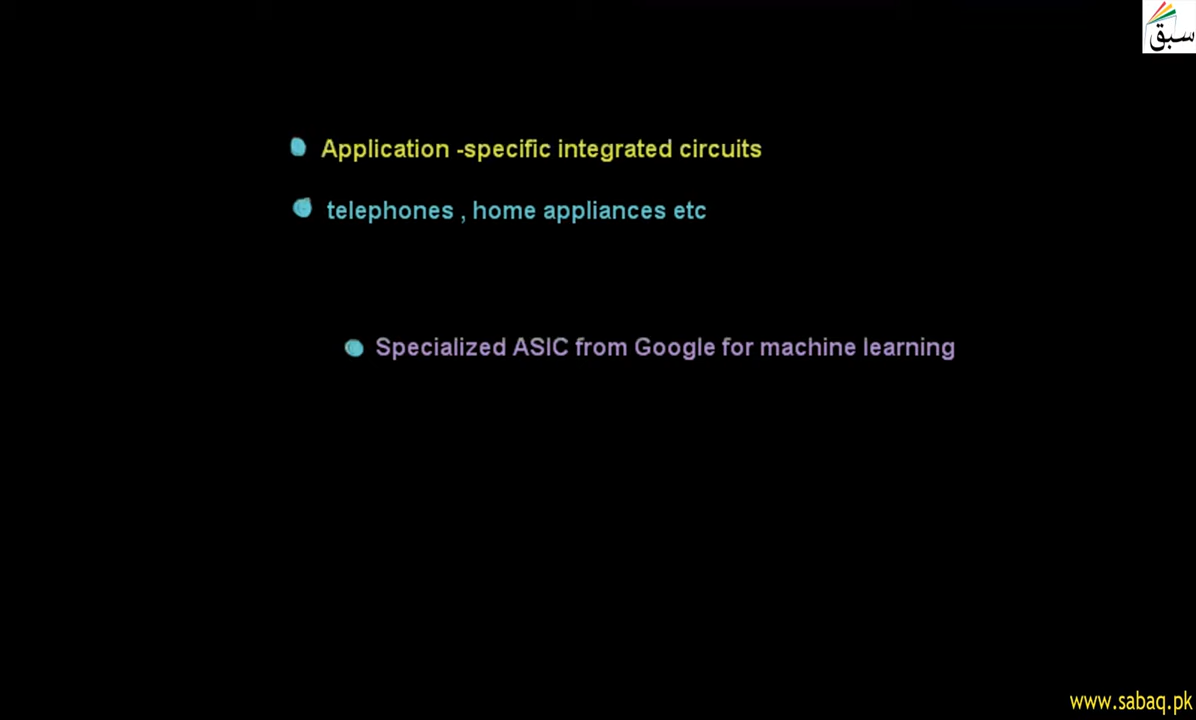 سبق
Application -specific integrated circuits
telephones , home appliances etc
Specialized ASIC from Google for machine learning
www.sabaq.pk